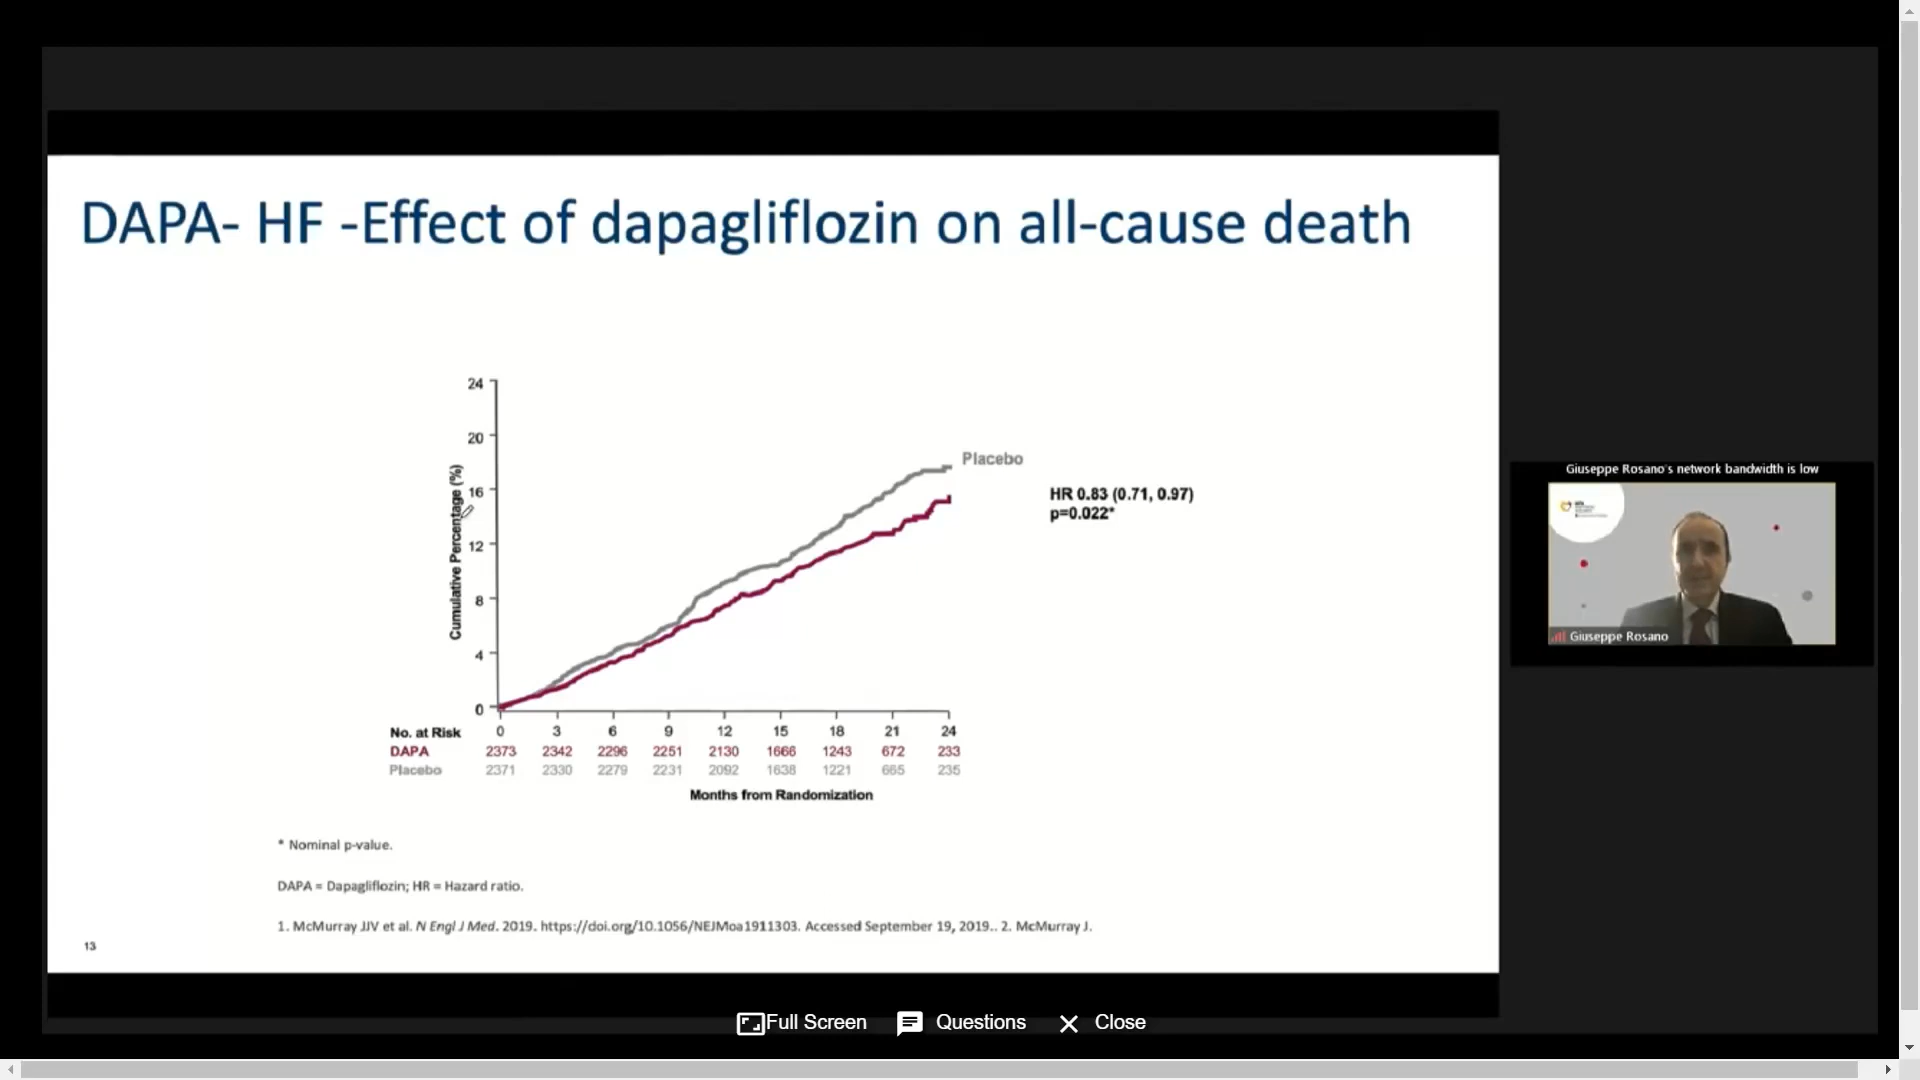 DAPA- HF -Effect of dapagliflozin on all-cause death
24
20
16
12
8
4
0
Cumulative Percentage (%)
Placebo
HR 0.83 (0.71, 0.97)
p=0.022*
No. at Risk 0 3 6 9 12 15 18 21 24
DAPA 2373 2342 2296 2251 2130 1666 1243 672 233
Placebo 2371 2330 2279 2231 2092 1638 1221 665 235
Months from Randomization
* Nominal p-value.
DAPA = Dapagliflozin; HR = Hazard ratio.
1. McMurray JJV et al. N Engl J Med. 2019. https://doi.org/10.1056/NEJMoa1911303. Accessed September 19, 2019.. 2. McMurray J.
13
Giuseppe Rosano's network bandwidth is low
Giuseppe Rosano
Full Screen Questions Close